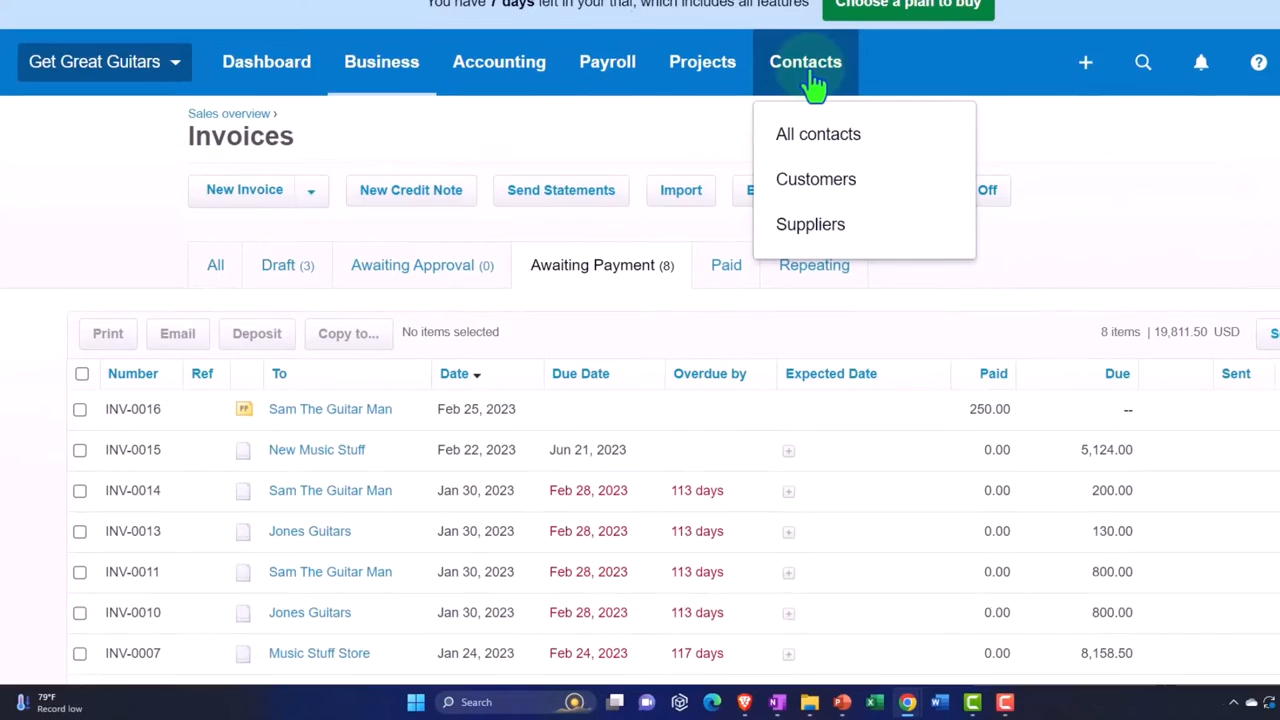 You have 7 days left in your trial, which includes all features
Choose a plan to buy
Get Great Guitars Dashboard Business Accounting Payroll Projects Contacts
Sales overview ›
Invoices
All contacts
Customers
Suppliers
New Invoice New Credit Note Send Statements Import Off
All Draft (3) Awaiting Approval (0) Awaiting Payment (8) Paid Repeating
Print Email Deposit Copy to... No items selected 8 items | 19,811.50 USD
Number Ref To Date Due Date Overdue by Expected Date Paid Due Sent
INV-0016 PP Sam The Guitar Man Feb 25, 2023 250.00 --
INV-0015 New Music Stuff Feb 22, 2023 Jun 21, 2023 0.00 5,124.00
INV-0014 Sam The Guitar Man Jan 30, 2023 Feb 28, 2023 113 days 0.00 200.00
INV-0013 Jones Guitars Jan 30, 2023 Feb 28, 2023 113 days 0.00 130.00
INV-0011 Sam The Guitar Man Jan 30, 2023 Feb 28, 2023 113 days 0.00 800.00
INV-0010 Jones Guitars Jan 30, 2023 Feb 28, 2023 113 days 0.00 800.00
INV-0007 Music Stuff Store Jan 24, 2023 Feb 24, 2023 117 days 0.00 8,158.50
79°F
Record low
Search